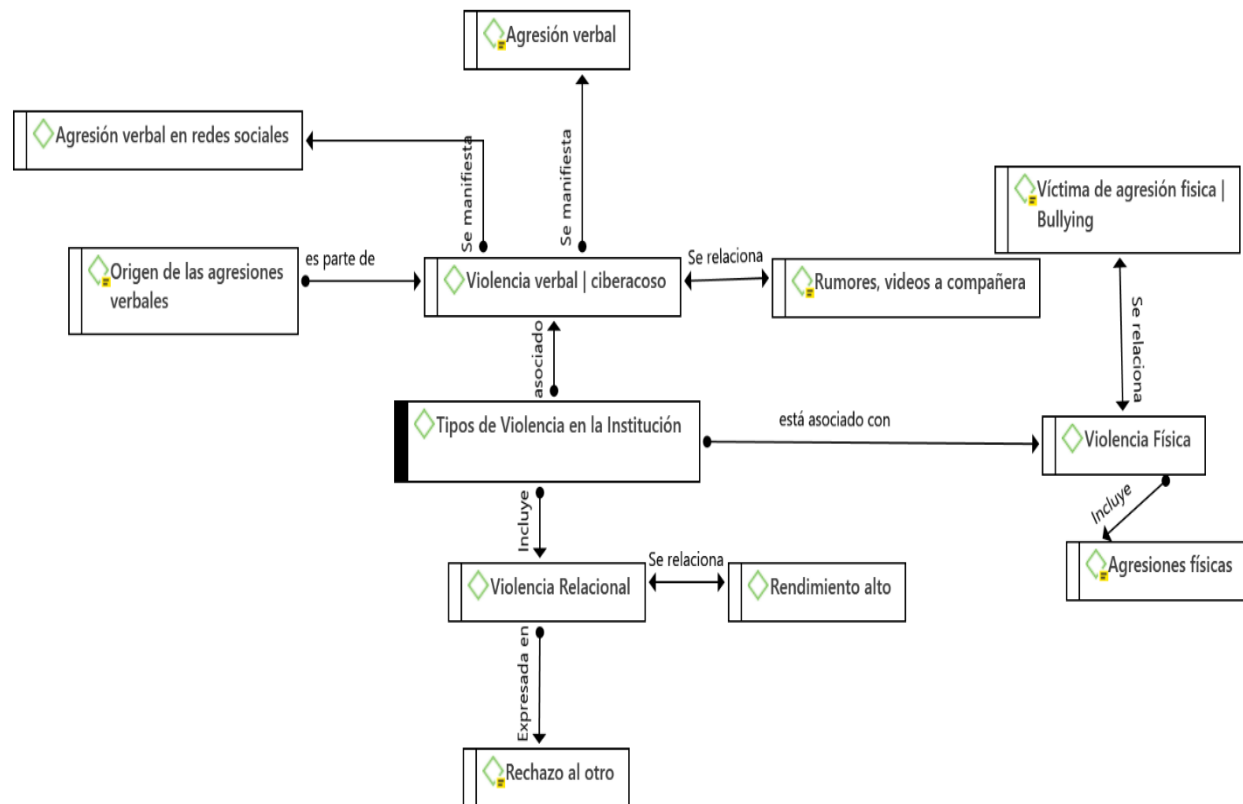 Agresión verbal
Agresión verbal en redes sociales
Se manifiesta
Se manifiesta
Víctima de agresión fisica |
Bullying
Origen de las agresiones
verbales
es parte de
Violencia verbal | ciberacoso
Se relaciona
Rumores, videos a compañera
Se relaciona
asociado
Tipos de Violencia en la Institución
está asociado con
Violencia Física
Incluye
Incluye
Agresiones físicas
Violencia Relacional
Se relaciona
Rendimiento alto
Expresada en
Rechazo al otro